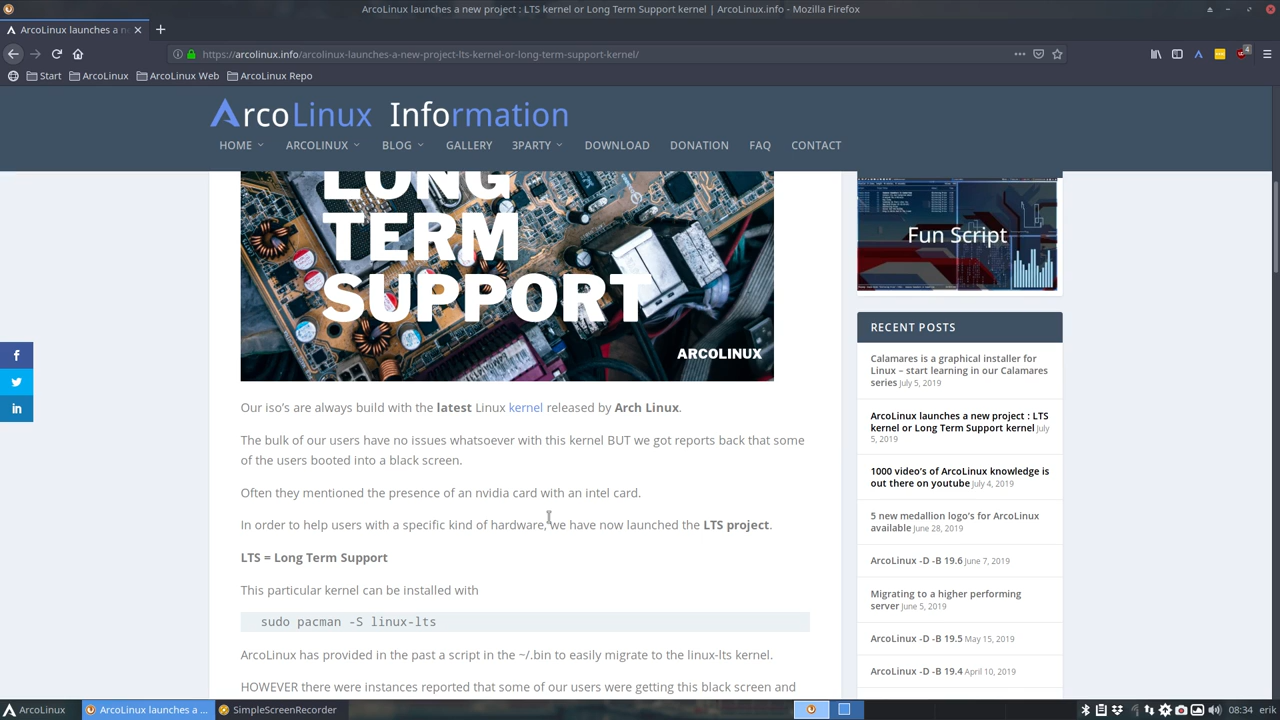 ArcoLinux launches a new project : LTS kernel or Long Term Support kernel | ArcoLinux.info - Mozilla Firefox
ArcoLinux launches a n
https://arcolinux.info/arcolinux-launches-a-new-project-lts-kernel-or-long-term-support-kernel/
4
Start
ArcoLinux
ArcoLinux Web
ArcoLinux Repo
ArcoLinux Information
HOME
ARCOLINUX
BLOG
GALLERY
3PARTY
DOWNLOAD
DONATION
FAQ
CONTACT
LONG
TERM
SUPPORT
ARCOLINUX
Our iso's are always build with the latest Linux kernel released by Arch Linux.
The bulk of our users have no issues whatsoever with this kernel BUT we got reports back that some
of the users booted into a black screen.
Often they mentioned the presence of an nvidia card with an intel card.
In order to help users with a specific kind of hardware, we have now launched the LTS project.
LTS = Long Term Support
This particular kernel can be installed with
sudo pacman -S linux-lts
ArcoLinux has provided in the past a script in the ~/.bin to easily migrate to the linux-lts kernel.
HOWEVER there were instances reported that some of our users were getting this black screen and
Fun Script
RECENT POSTS
Calamares is a graphical installer for
Linux – start learning in our Calamares
series July 5, 2019
ArcoLinux launches a new project : LTS
kernel or Long Term Support kernel July
5, 2019
1000 video's of ArcoLinux knowledge is
out there on youtube July 4, 2019
5 new medallion logo's for ArcoLinux
available June 28, 2019
ArcoLinux -D -B 19.6 June 7, 2019
Migrating to a higher performing
server June 5, 2019
ArcoLinux -D -B 19.5 May 15, 2019
ArcoLinux -D -B 19.4 April 10, 2019
f
in
ArcoLinux
ArcoLinux launches a ...
SimpleScreenRecorder
08:34
erik